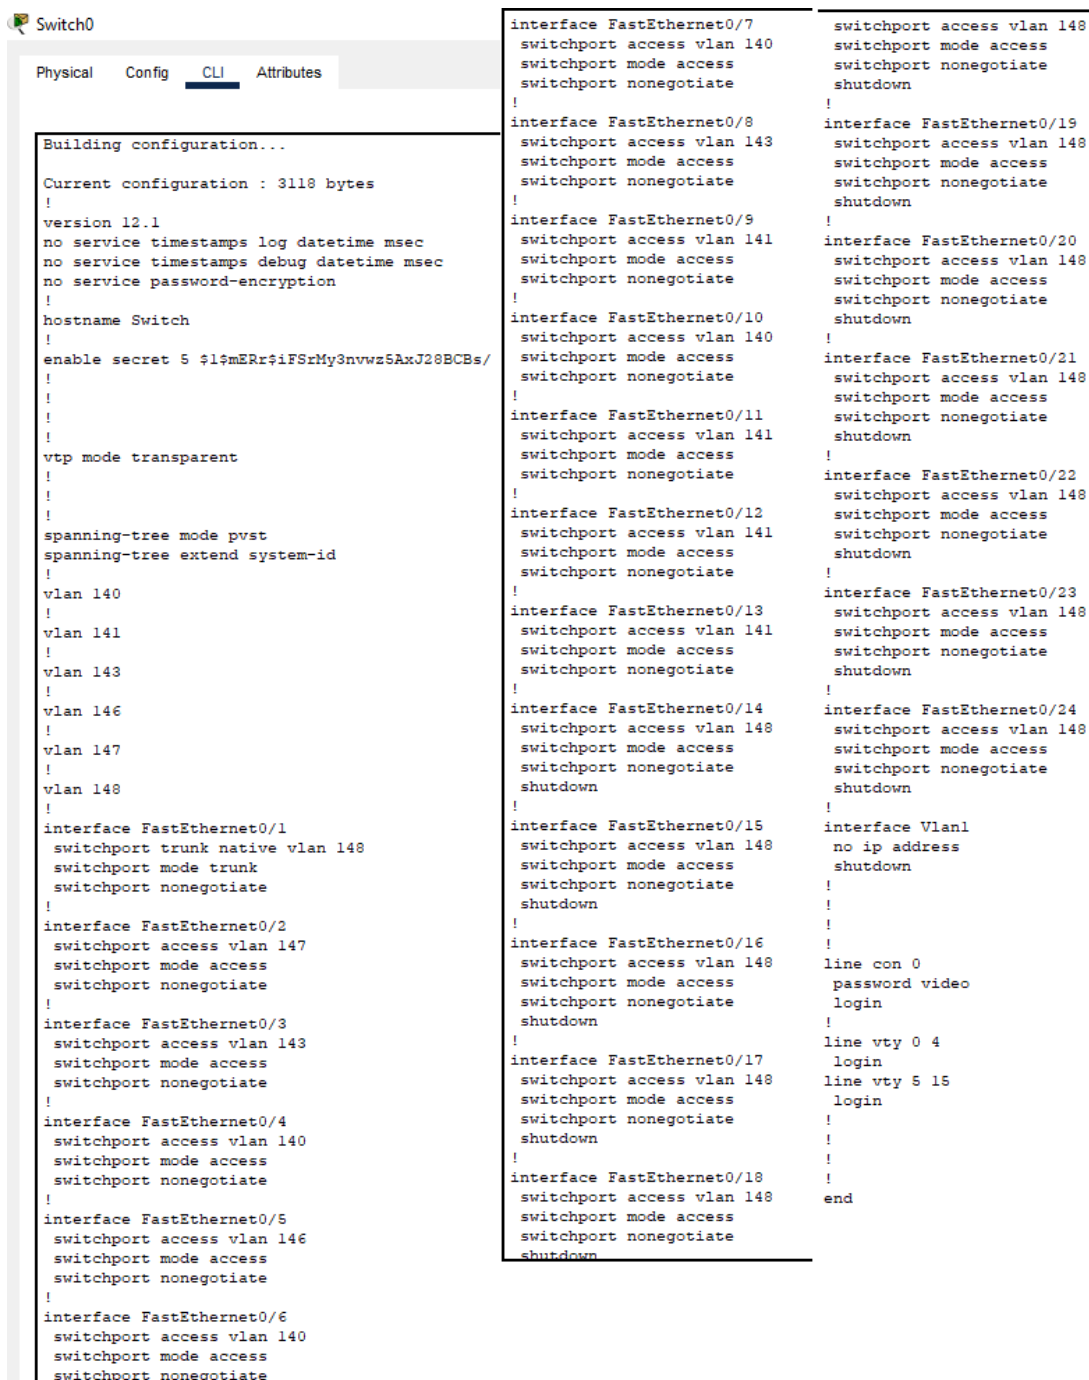 Switch0
Physical Config CLI Attributes
Building configuration...
Current configuration : 3118 bytes
!
version 12.1
no service timestamps log datetime msec
no service timestamps debug datetime msec
no service password-encryption
!
hostname Switch
!
enable secret 5 $1$mERr$iFSrMy3nvwz5AxJ28BCBs/
!
!
!
!
vtp mode transparent
!
!
!
spanning-tree mode pvst
spanning-tree extend system-id
!
vlan 140
!
vlan 141
!
vlan 143
!
vlan 146
!
vlan 147
!
vlan 148
!
interface FastEthernet0/1
switchport trunk native vlan 148
switchport mode trunk
switchport nonegotiate
!
interface FastEthernet0/2
switchport access vlan 147
switchport mode access
switchport nonegotiate
!
interface FastEthernet0/3
switchport access vlan 143
switchport mode access
switchport nonegotiate
!
interface FastEthernet0/4
switchport access vlan 140
switchport mode access
switchport nonegotiate
!
interface FastEthernet0/5
switchport access vlan 146
switchport mode access
switchport nonegotiate
!
interface FastEthernet0/6
switchport access vlan 140
switchport mode access
switchport nonegotiate
interface FastEthernet0/7
switchport access vlan 140
switchport mode access
switchport nonegotiate
!
interface FastEthernet0/8
switchport access vlan 143
switchport mode access
switchport nonegotiate
!
interface FastEthernet0/9
switchport access vlan 141
switchport mode access
switchport nonegotiate
!
interface FastEthernet0/10
switchport access vlan 140
switchport mode access
switchport nonegotiate
!
interface FastEthernet0/11
switchport access vlan 141
switchport mode access
switchport nonegotiate
!
interface FastEthernet0/12
switchport access vlan 141
switchport mode access
switchport nonegotiate
!
interface FastEthernet0/13
switchport access vlan 141
switchport mode access
switchport nonegotiate
!
interface FastEthernet0/14
switchport access vlan 148
switchport mode access
switchport nonegotiate
shutdown
!
interface FastEthernet0/15
switchport access vlan 148
switchport mode access
switchport nonegotiate
shutdown
!
interface FastEthernet0/16
switchport access vlan 148
switchport mode access
switchport nonegotiate
shutdown
!
interface FastEthernet0/17
switchport access vlan 148
switchport mode access
switchport nonegotiate
shutdown
!
interface FastEthernet0/18
switchport access vlan 148
switchport mode access
switchport nonegotiate
shutdown
switchport access vlan 148
switchport mode access
switchport nonegotiate
shutdown
!
interface FastEthernet0/19
switchport access vlan 148
switchport mode access
switchport nonegotiate
shutdown
!
interface FastEthernet0/20
switchport access vlan 148
switchport mode access
switchport nonegotiate
shutdown
!
interface FastEthernet0/21
switchport access vlan 148
switchport mode access
switchport nonegotiate
shutdown
!
interface FastEthernet0/22
switchport access vlan 148
switchport mode access
switchport nonegotiate
shutdown
!
interface FastEthernet0/23
switchport access vlan 148
switchport mode access
switchport nonegotiate
shutdown
!
interface FastEthernet0/24
switchport access vlan 148
switchport mode access
switchport nonegotiate
shutdown
!
interface Vlan1
no ip address
shutdown
!
!
!
!
line con 0
password video
login
!
line vty 0 4
login
line vty 5 15
login
!
!
!
!
end